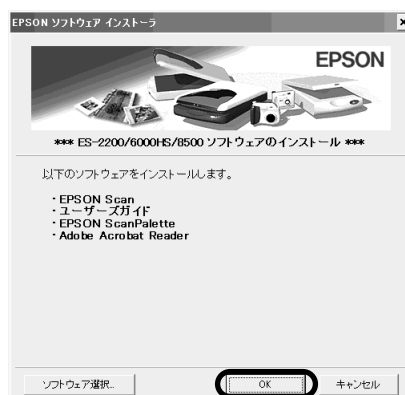 EPSON ソフトウェア インストーラ
EPSON
*** ES-2200/6000HS/8500 ソフトウェアのインストール ***
以下のソフトウェアをインストールします。
・EPSON Scan
・ユーザーズガイド
・EPSON ScanPalette
・Adobe Acrobat Reader
ソフトウェア選択... OK キャンセル